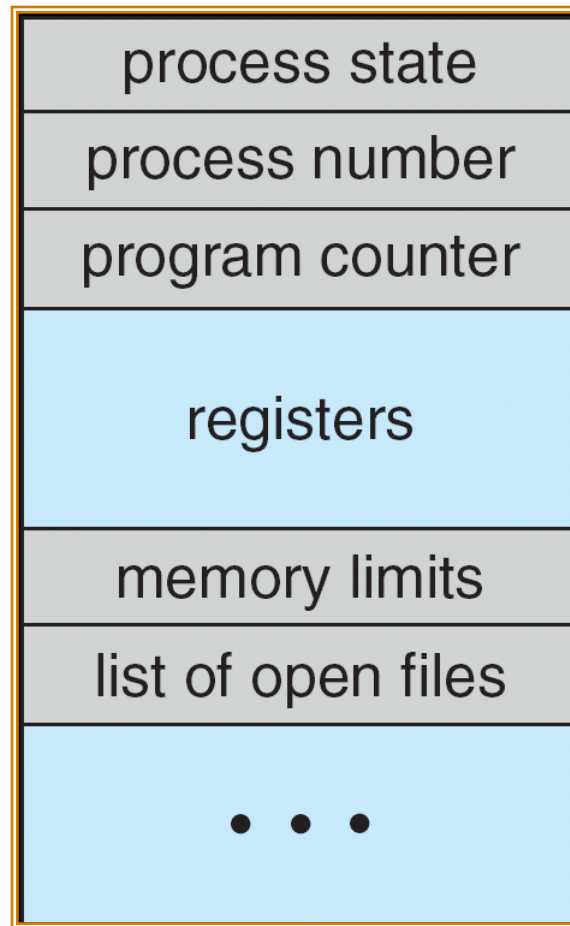 process state
process number
program counter
registers
memory limits
list of open files
• • •